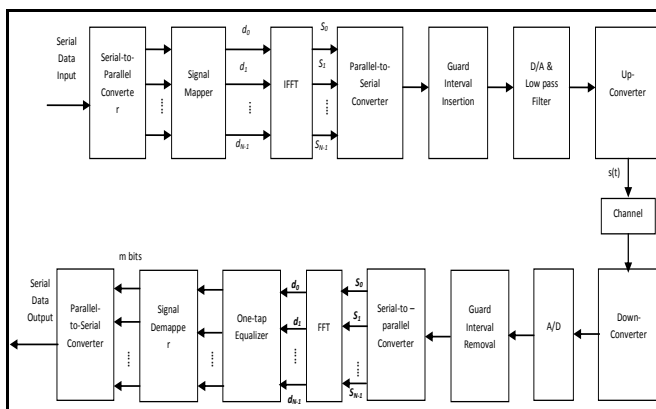 Serial
Data
Input
Serial-to-
Parallel
Converte
r
Signal
Mapper
d0
d1
dN-1
IFFT
S0
S1
SN-1
Parallel-to-
Serial
Converter
Guard
Interval
Insertion
D/A &
Low pass
Filter
Up-
Converter
s(t)
Channel
Serial
Data
Output
Parallel-
to-Serial
Converter
m bits
Signal
Demappe
r
One-tap
Equalizer
d0
d1
dN-1
FFT
S0
S1
SN-1
Serial-to –
parallel
Converter
Guard
Interval
Removal
A/D
Down-
Converter